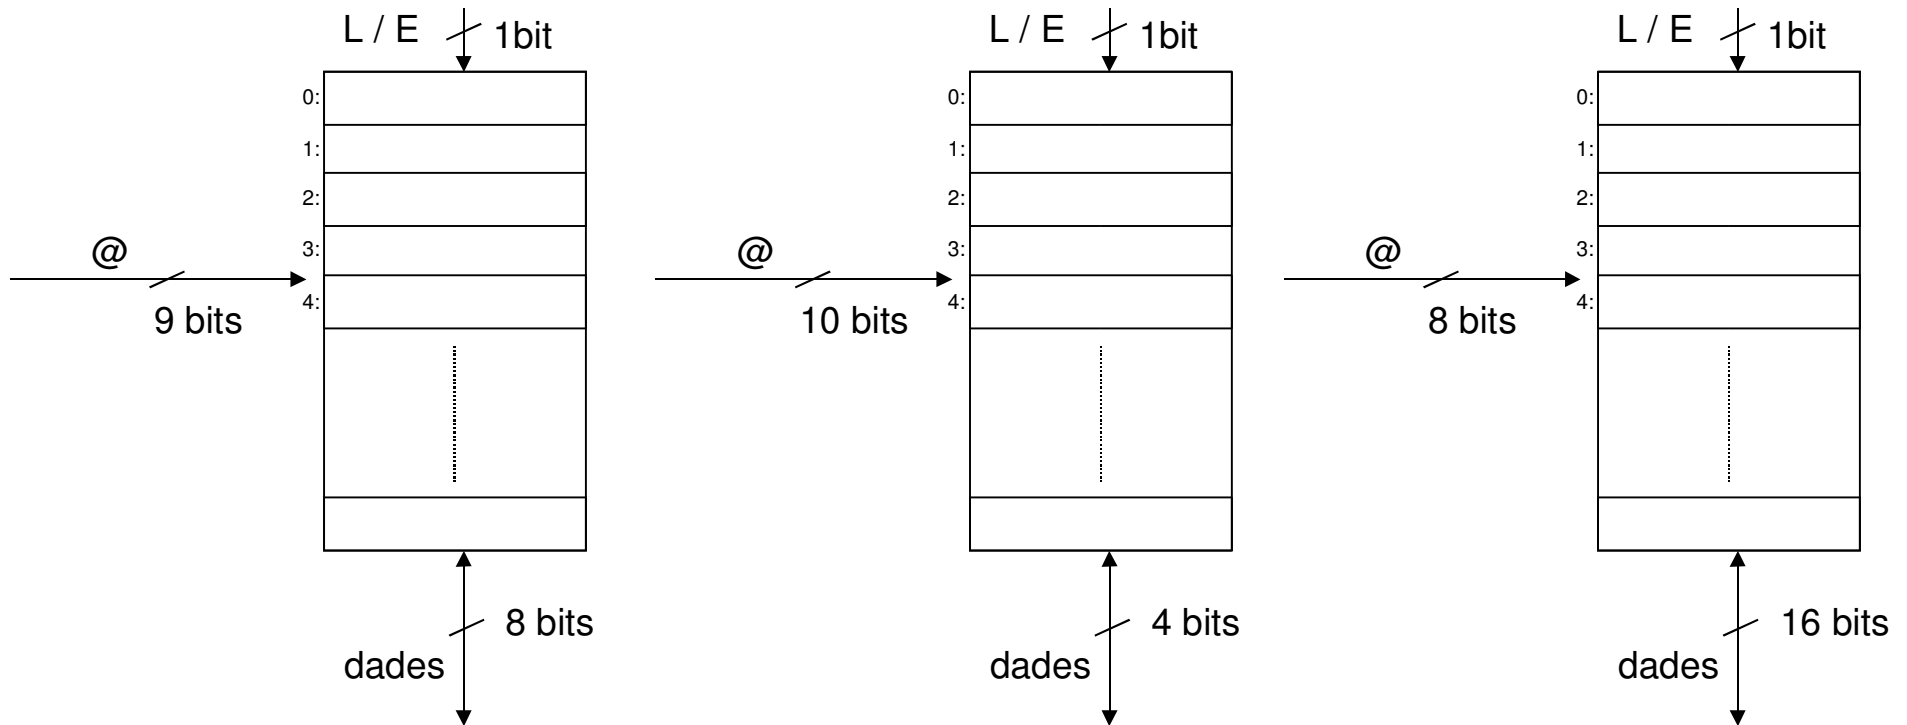 L / E 1bit
0:
1:
2:
3:
4:
@
9 bits
8 bits
dades
L / E 1bit
0:
1:
2:
3:
4:
@
10 bits
4 bits
dades
L / E 1bit
0:
1:
2:
3:
4:
@
8 bits
16 bits
dades